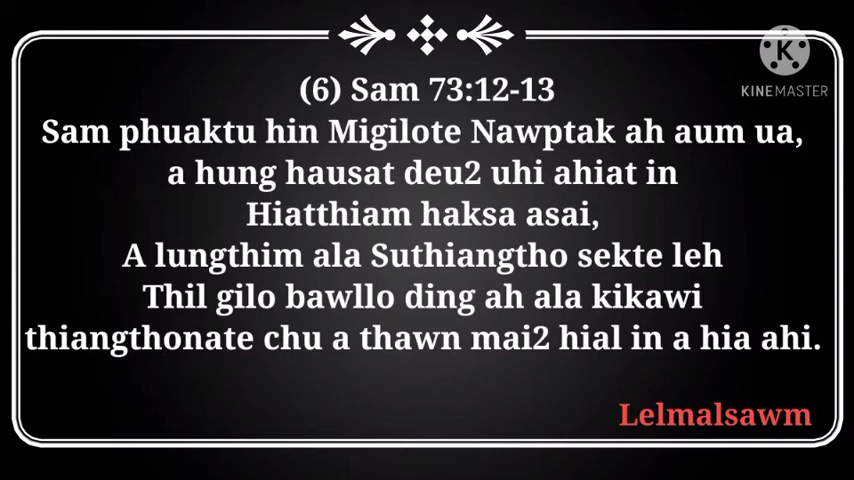 (6) Sam 73:12-13
K
KINEMASTER
Sam phuaktu hin Migilote Nawptak ah aum ua,
a hung hausat deu2 uhi ahiat in
Hiatthiam haksa asai,
A lungthim ala Suthiangtho sekte leh
Thil gilo bawllo ding ah ala kikawi
thiangthonate chu a thawn mai2 hial in a hia ahi.
Lelmalsawm